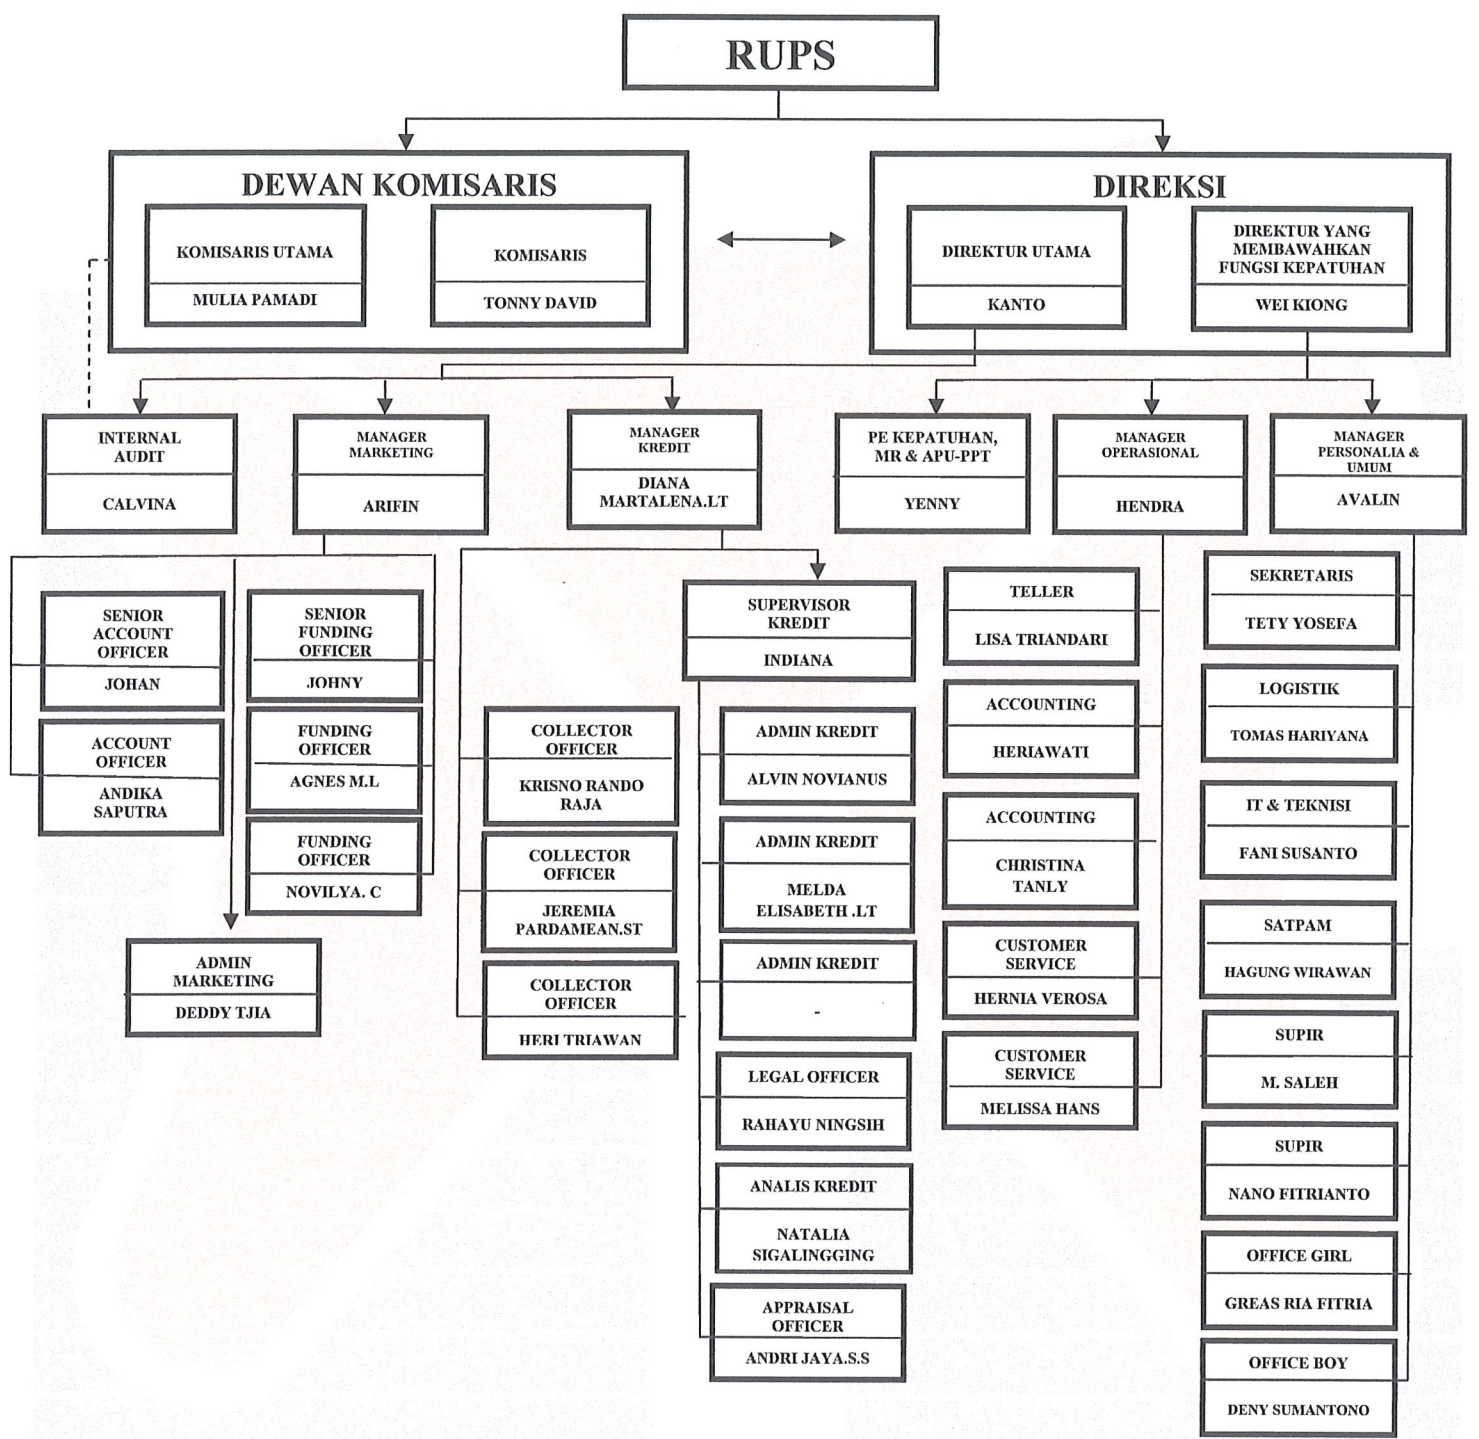 RUPS
DEWAN KOMISARIS
KOMISARIS UTAMA
MULIA PAMADI
KOMISARIS
TONNY DAVID
DIREKSI
DIREKTUR UTAMA
KANTO
DIREKTUR YANG
MEMBAWAHKAN
FUNGSI KEPATUHAN
WEI KIONG
INTERNAL
AUDIT
CALVINA
MANAGER
MARKETING
ARIFIN
MANAGER
KREDIT
DIANA
MARTALENA.LT
PE KEPATUHAN,
MR & APU-PPT
YENNY
MANAGER
OPERASIONAL
HENDRA
MANAGER
PERSONALIA &
UMUM
AVALIN
SENIOR
ACCOUNT
OFFICER
JOHAN
ACCOUNT
OFFICER
ANDIKA
SAPUTRA
SENIOR
FUNDING
OFFICER
JOHNY
FUNDING
OFFICER
AGNES M.L
FUNDING
OFFICER
NOVILYA. C
ADMIN
MARKETING
DEDDY TJIA
COLLECTOR
OFFICER
KRISNO RANDO
RAJA
COLLECTOR
OFFICER
JEREMIA
PARDAMEAN.ST
COLLECTOR
OFFICER
HERI TRIAWAN
SUPERVISOR
KREDIT
INDIANA
ADMIN KREDIT
ALVIN NOVIANUS
ADMIN KREDIT
MELDA
ELISABETH .LT
ADMIN KREDIT
-
LEGAL OFFICER
RAHAYU NINGSIH
ANALIS KREDIT
NATALIA
SIGALINGGING
APPRAISAL
OFFICER
ANDRI JAYA.S.S
TELLER
LISA TRIANDARI
ACCOUNTING
HERIAWATI
ACCOUNTING
CHRISTINA
TANLY
CUSTOMER
SERVICE
HERNIA VEROSA
CUSTOMER
SERVICE
MELISSA HANS
SEKRETARIS
TETY YOSEFA
LOGISTIK
TOMAS HARIYANA
IT & TEKNISI
FANI SUSANTO
SATPAM
HAGUNG WIRAWAN
SUPIR
M. SALEH
SUPIR
NANO FITRIANTO
OFFICE GIRL
GREAS RIA FITRIA
OFFICE BOY
DENY SUMANTONO